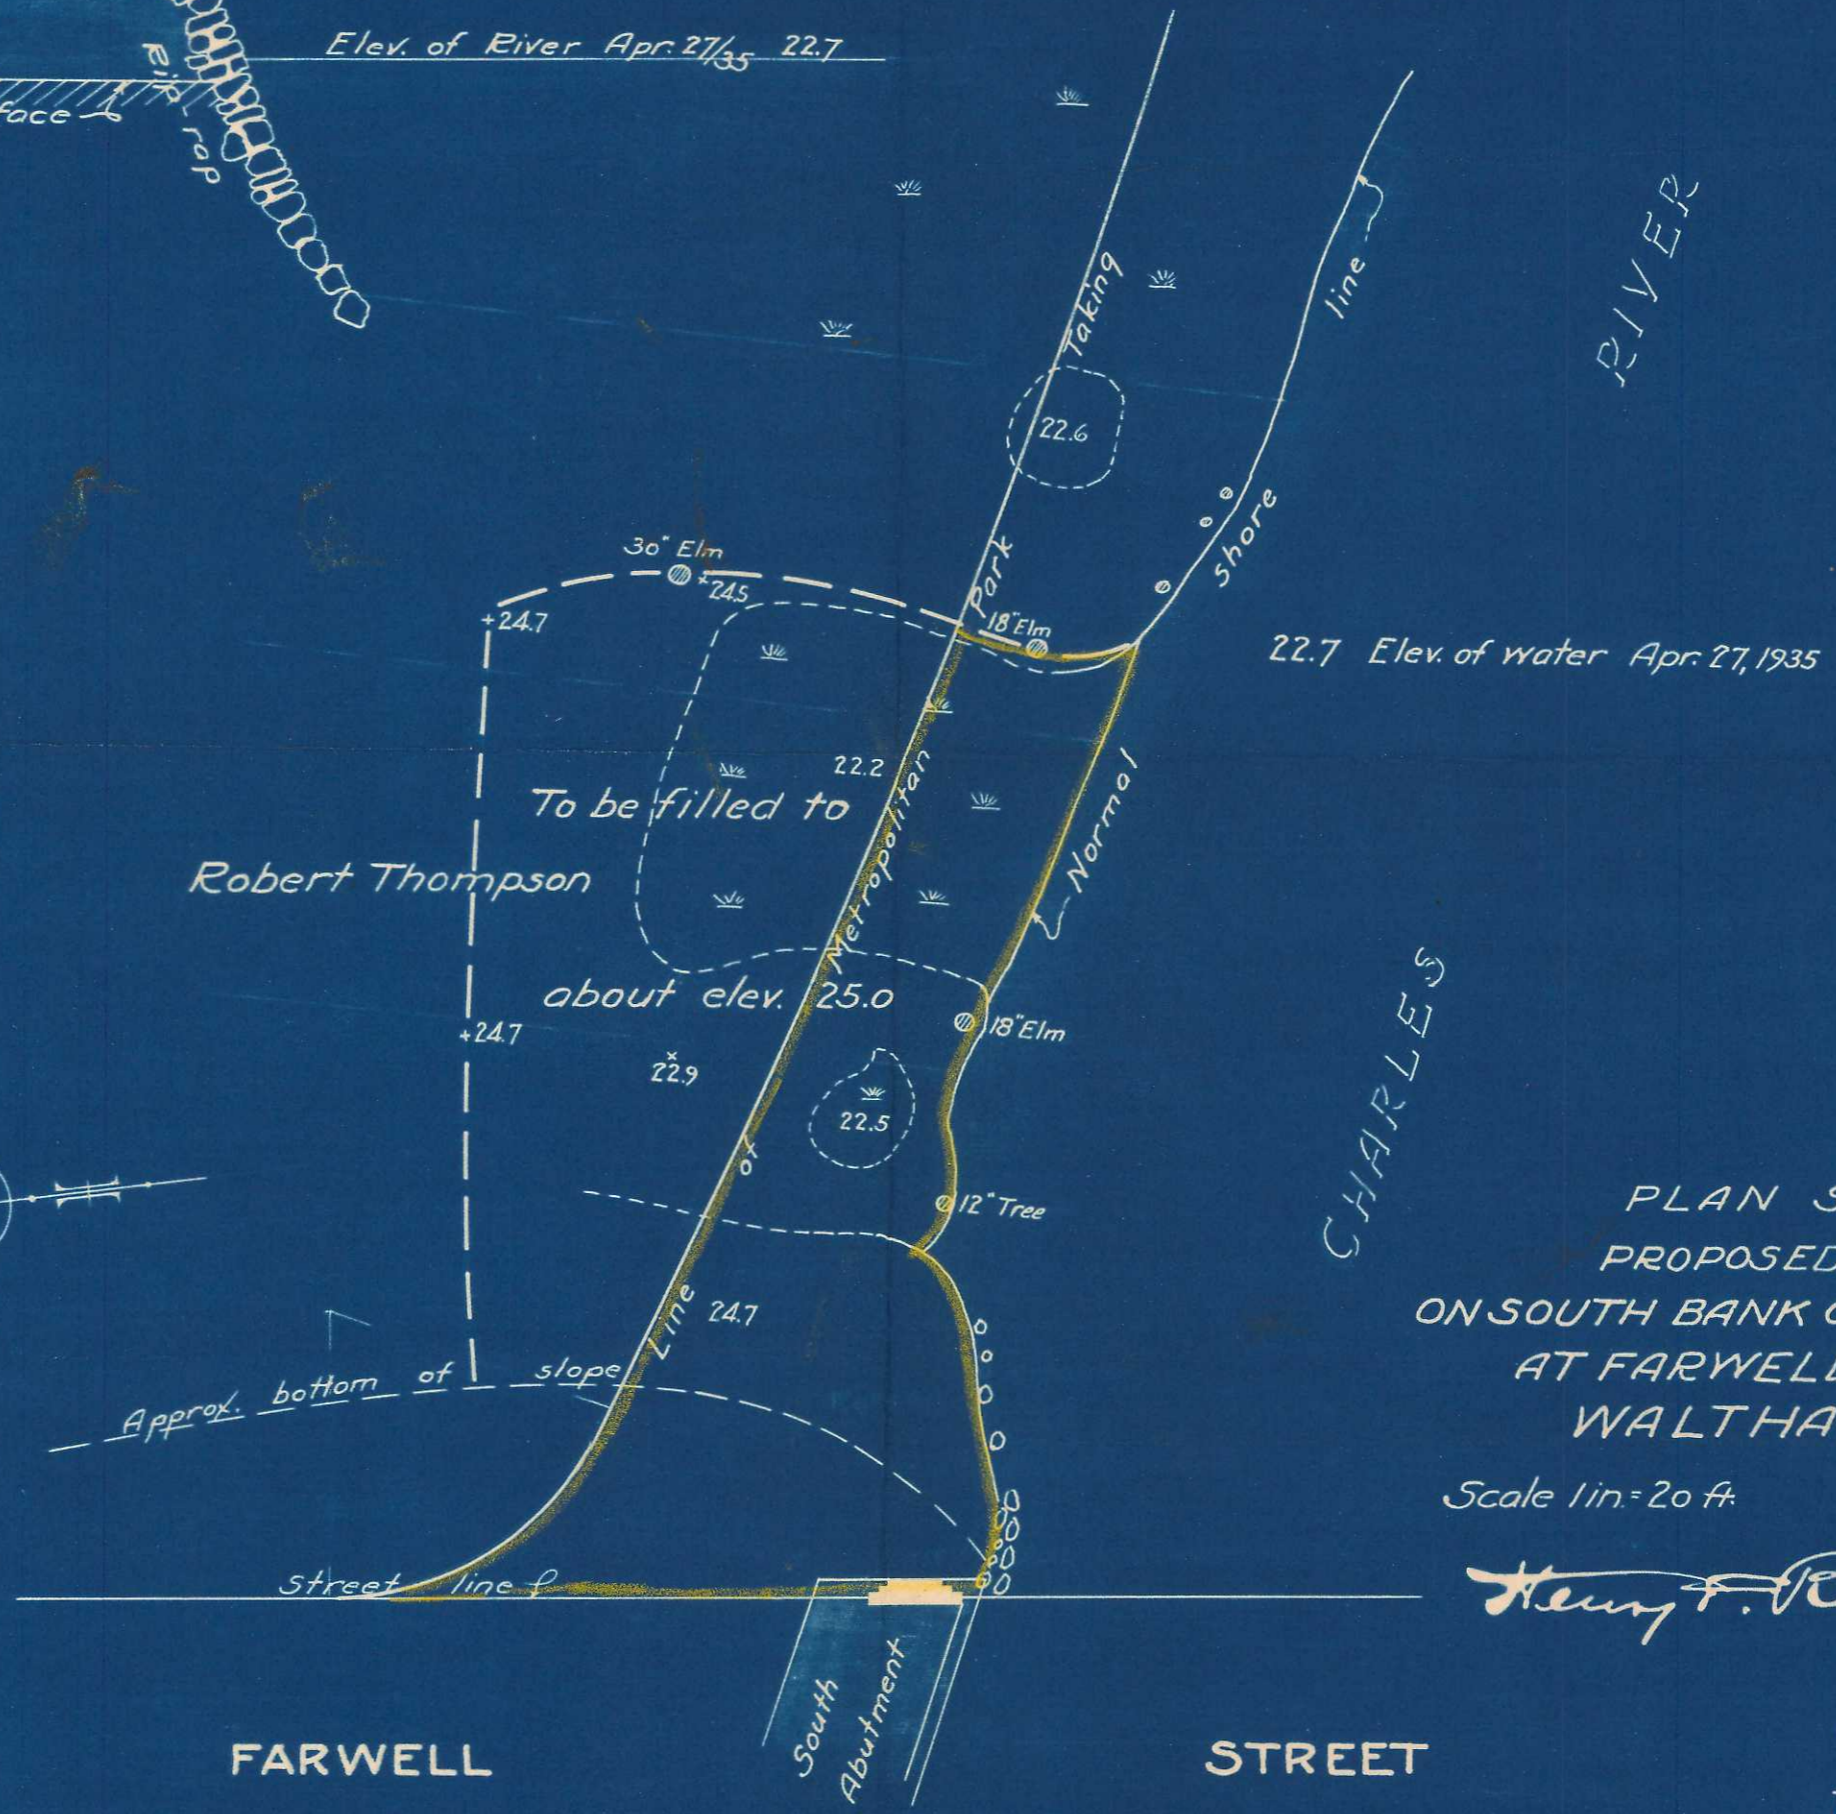 Elev. of River Apr. 27/35 22.7
face
Rip rap
RIVER
Taking
line
22.6
Park
shore
30" Elm
+24.5
+24.7
18" Elm
22.7 Elev. of water Apr. 27, 1935
22.2
Metropolitan
Normal
To be filled to
Robert Thompson
about elev. 25.0
18" Elm
+24.7
x
22.9
22.5
CHARLES
of
12" Tree
Line
24.7
Approx. bottom of slope
PLAN S
PROPOSED
ON SOUTH BANK O
AT FARWELL
WALTHA
Scale 1 in. = 20 ft.
Henry F.
street line
South
Abutment
FARWELL STREET